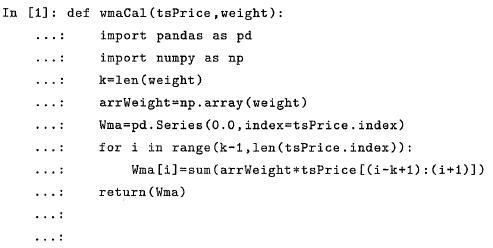 In [1]: def wmaCal(tsPrice,weight):
   ...:     import pandas as pd
   ...:     import numpy as np
   ...:     k=len(weight)
   ...:     arrWeight=np.array(weight)
   ...:     Wma=pd.Series(0.0,index=tsPrice.index)
   ...:     for i in range(k-1,len(tsPrice.index)):
   ...:         Wma[i]=sum(arrWeight*tsPrice[(i-k+1):(i+1)])
   ...:     return(Wma)
   ...:
   ...: